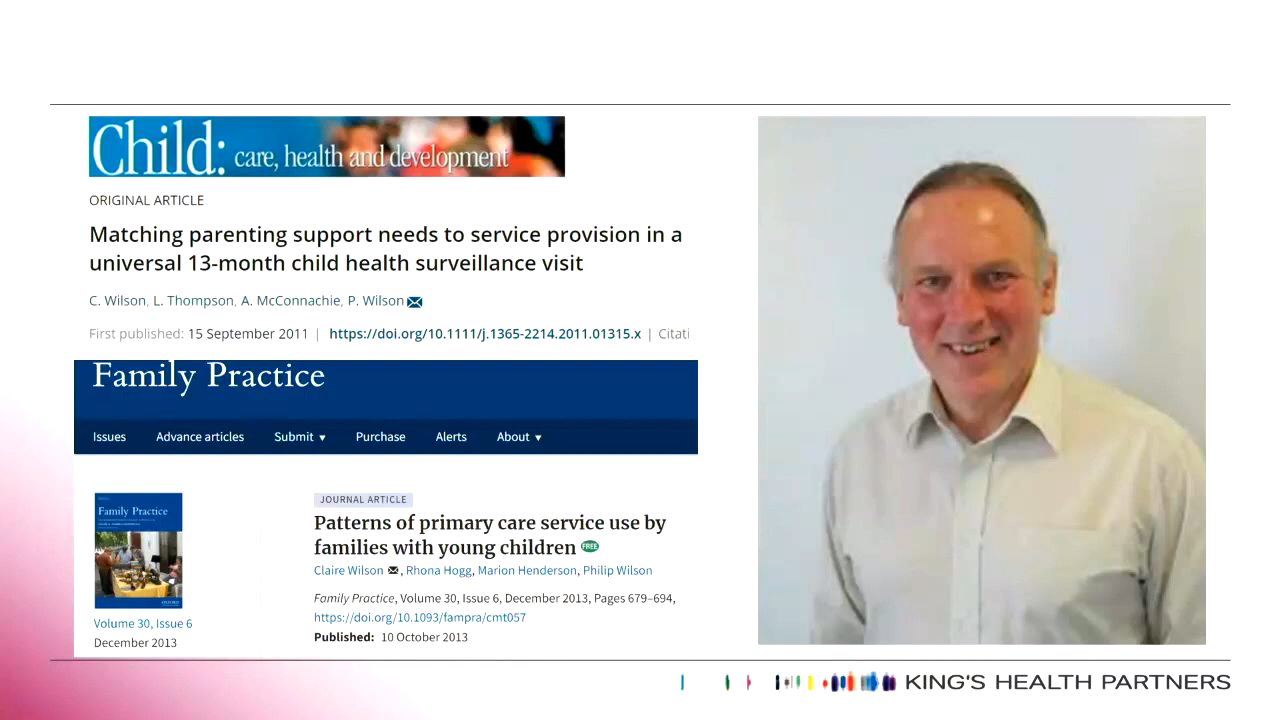 Child: care, health and development
ORIGINAL ARTICLE
Matching parenting support needs to service provision in a
universal 13-month child health surveillance visit
C. Wilson, L. Thompson, A. McConnachie, P. Wilson
First published: 15 September 2011 | https://doi.org/10.1111/j.1365-2214.2011.01315.x | Citati
Family Practice
Issues Advance articles Submit ▼ Purchase Alerts About ▼
Family Practice
JOURNAL ARTICLE
Patterns of primary care service use by
families with young children FREE
Claire Wilson, Rhona Hogg, Marion Henderson, Philip Wilson
Family Practice, Volume 30, Issue 6, December 2013, Pages 679–694,
https://doi.org/10.1093/fampra/cmt057
Published: 10 October 2013
Volume 30, Issue 6
December 2013
KING'S HEALTH PARTNERS